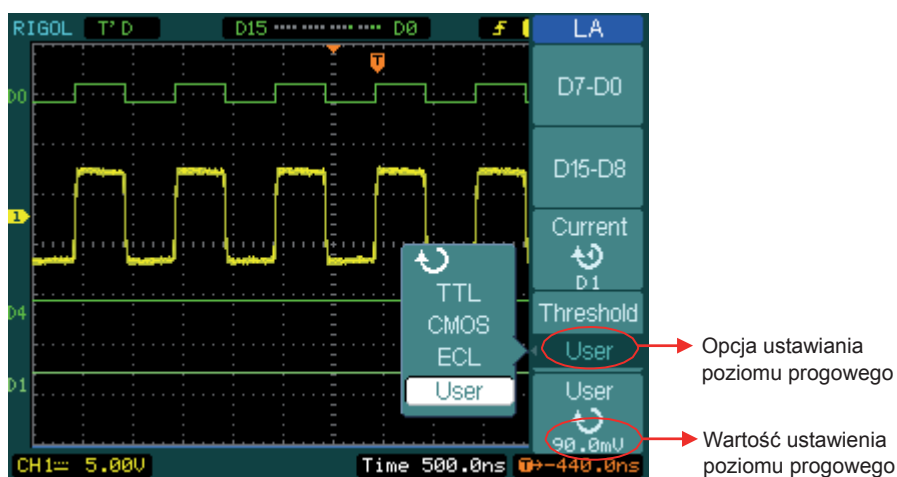 RIGOL T'D D15 D0 LA
D7-D0
D0
D15-D8
1
Current
D1
TTL
CMOS
ECL
User
Threshold
User
D4
D1
User
90.0mV
CH1 5.00V Time 500.0ns T→-440.0ns
T
Opcja ustawiania
poziomu progowego
Wartość ustawienia
poziomu progowego